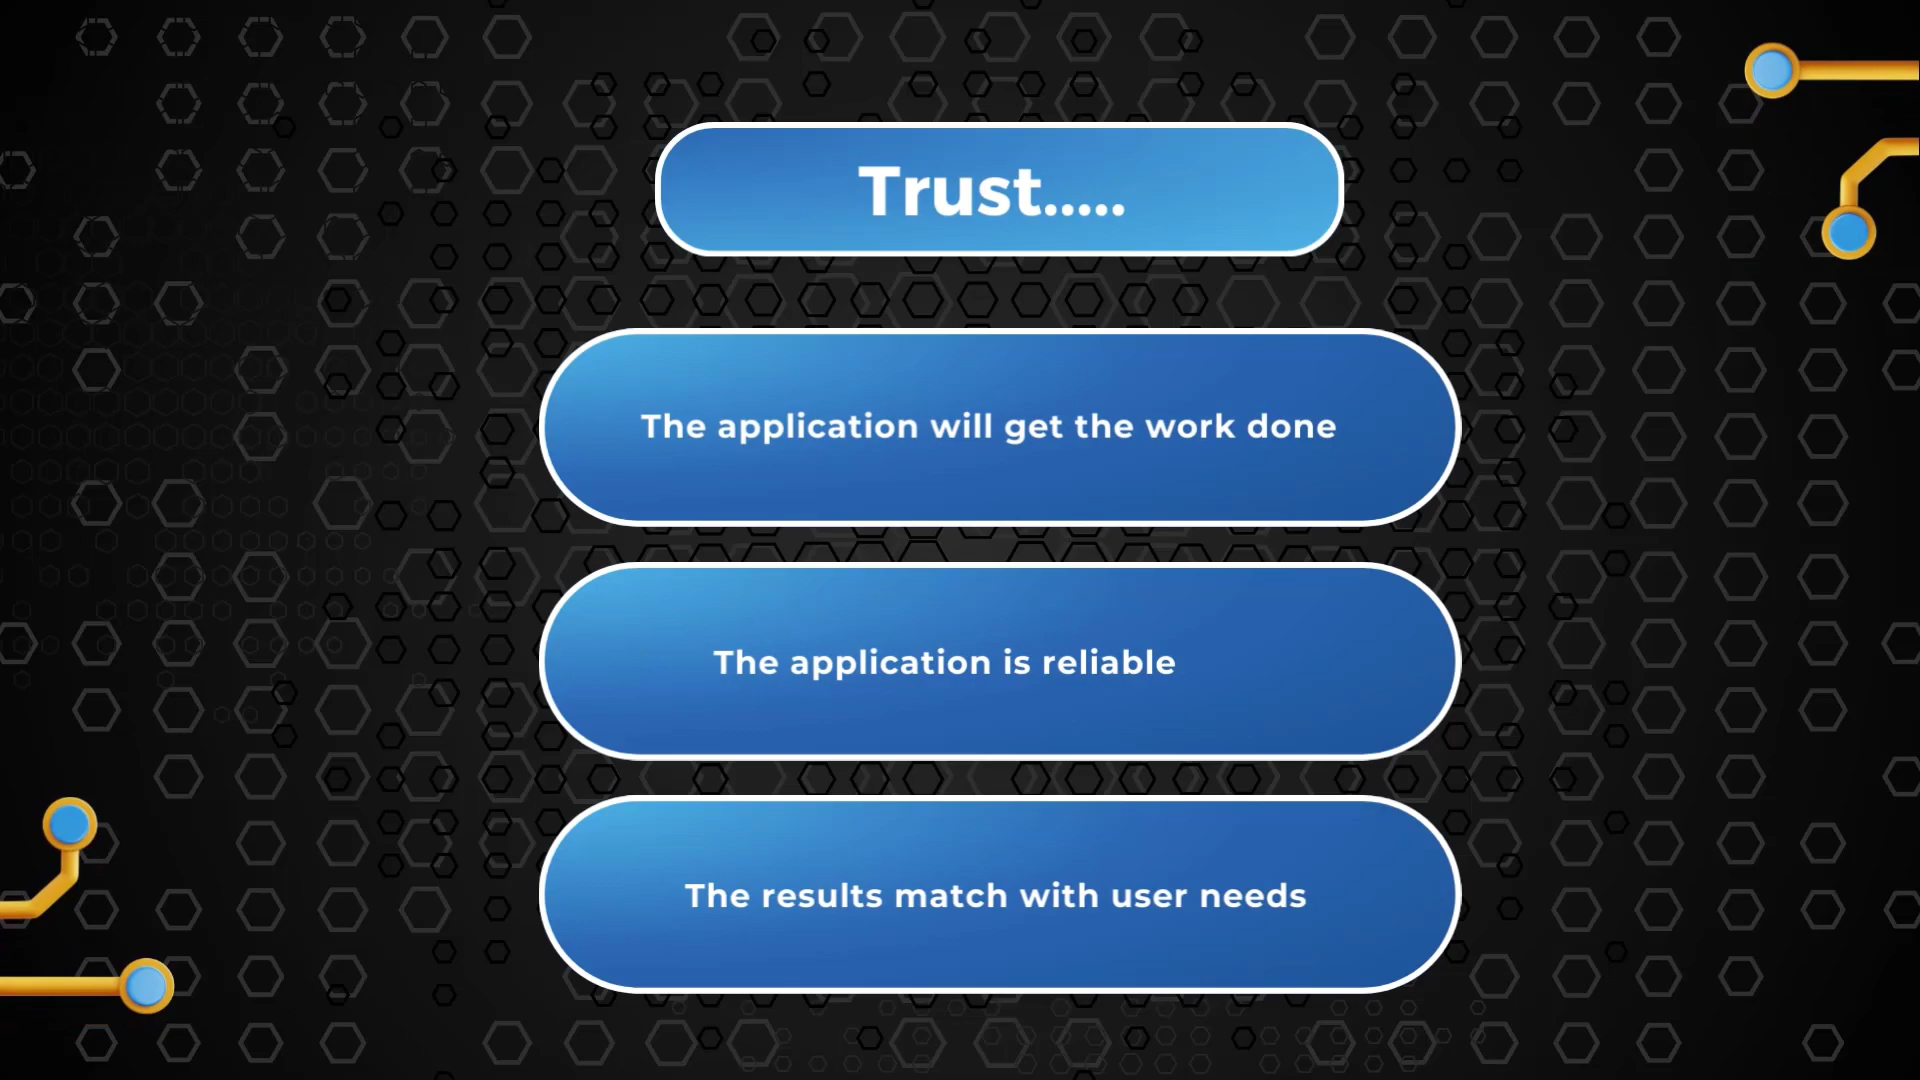 Trust.....
The application will get the work done
The application is reliable
The results match with user needs